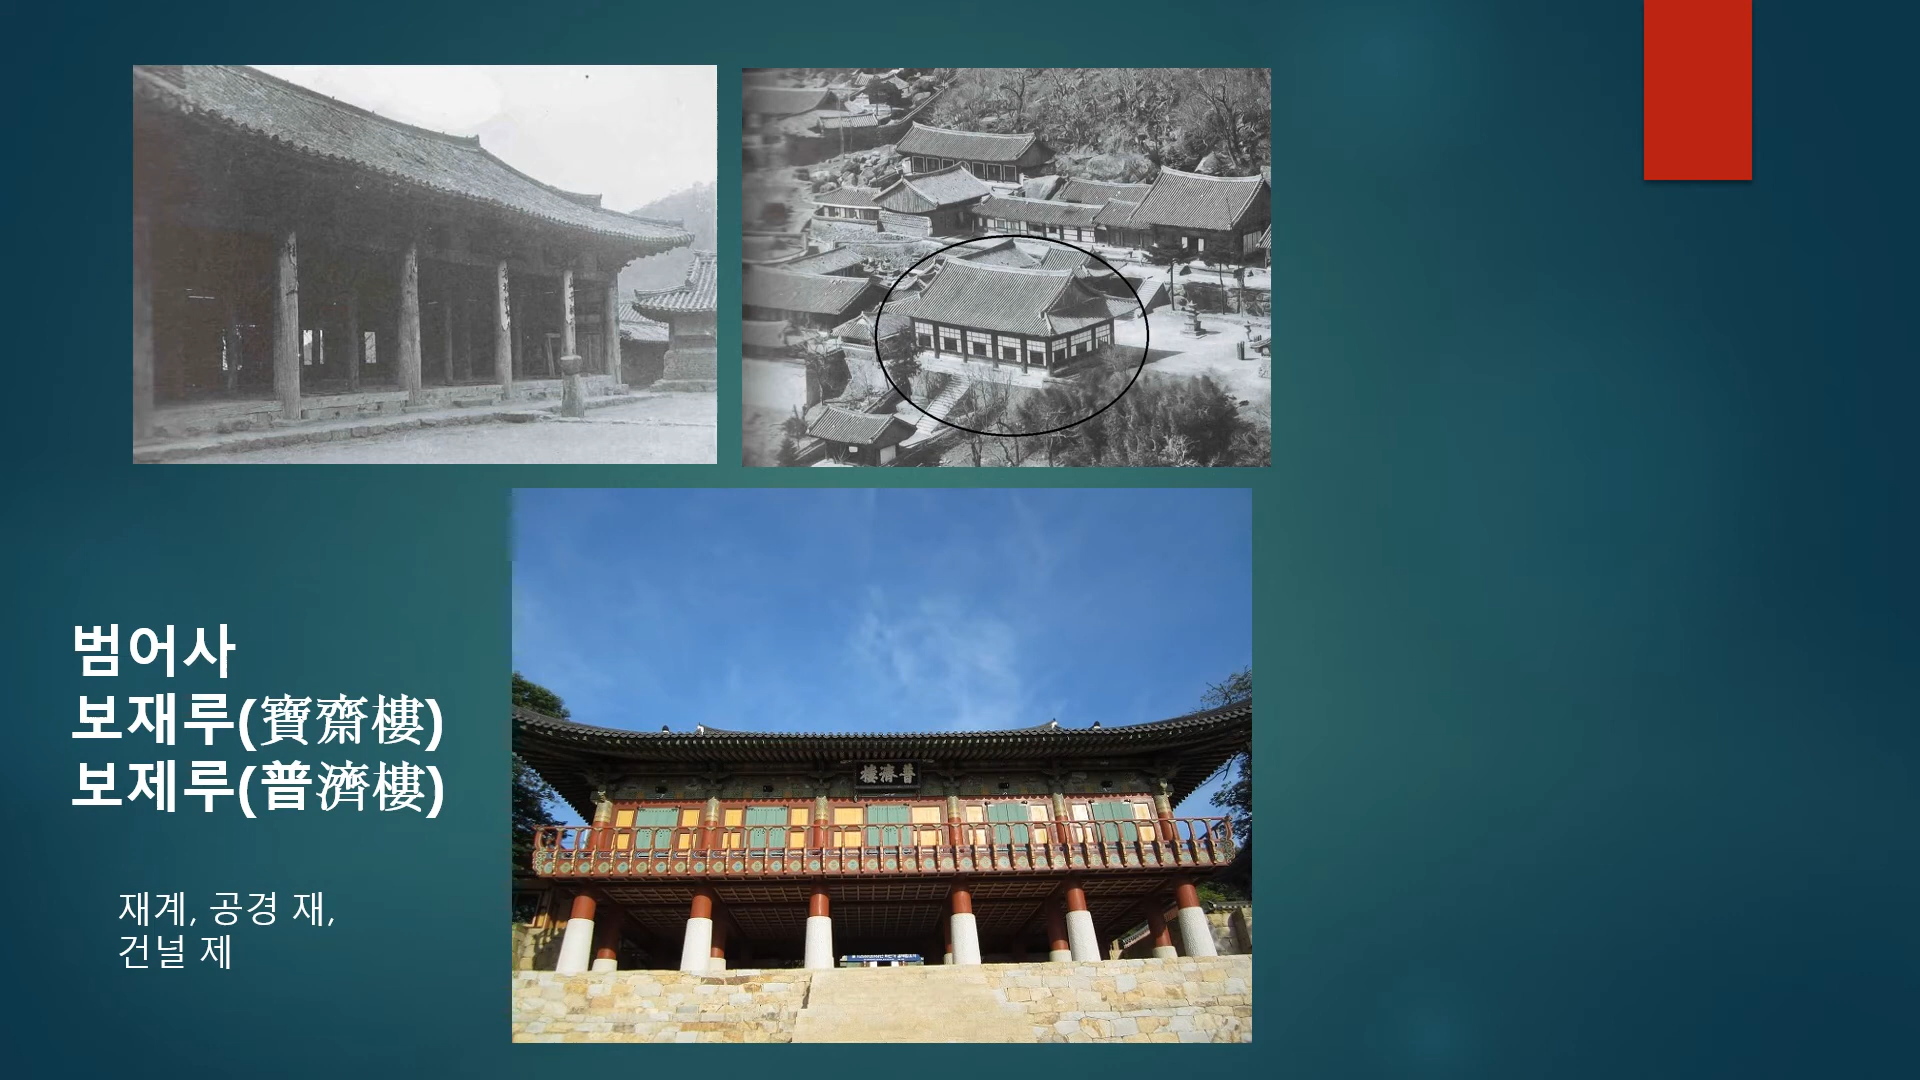 범어사
보재루(寶齋樓)
보제루(普濟樓)
재계, 공경 재,
건널 제
樓濟普